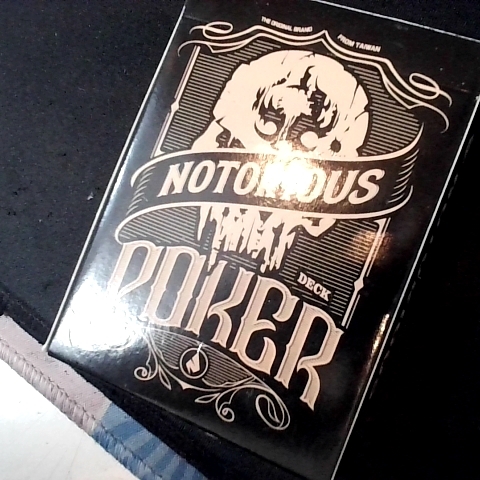 THE ORIGINAL BRAND FROM TAIWAN
NOTORIOUS
DECK
POKER
N